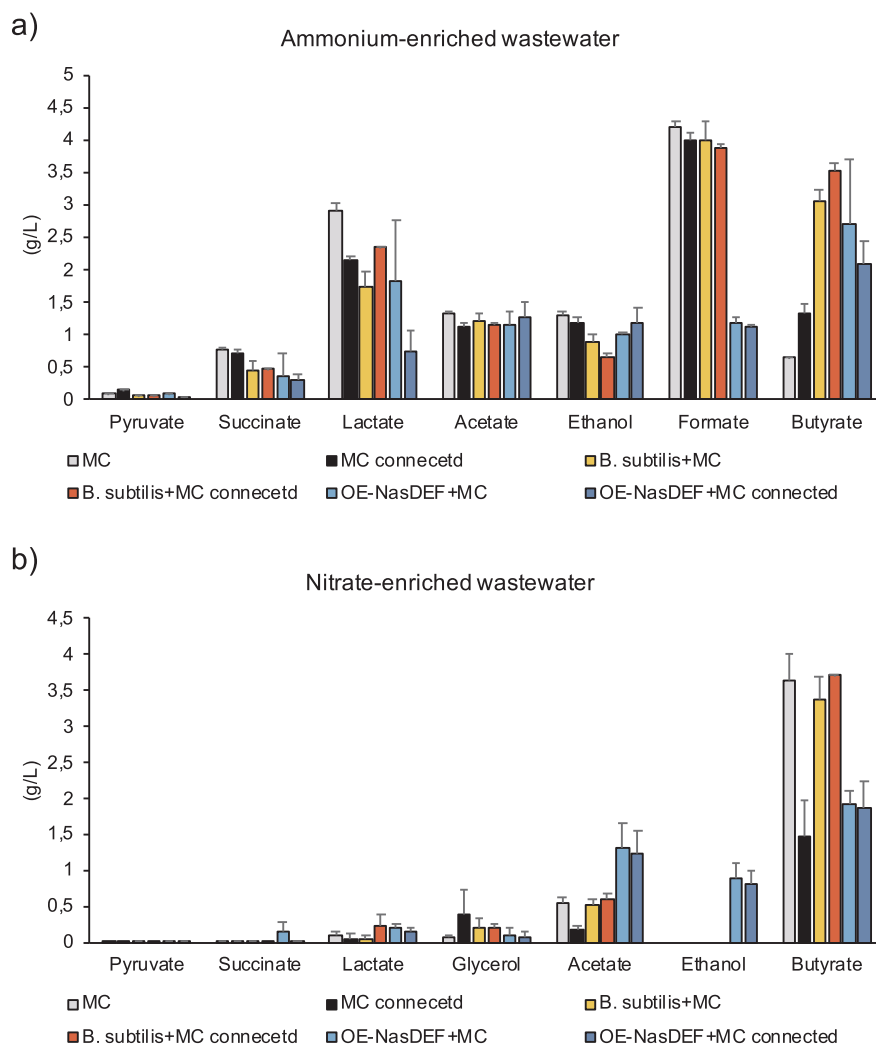 a)
Ammonium-enriched wastewater
5
4,5
4
3,5
3
2,5
2
1,5
1
0,5
0
(g/L)
Pyruvate Succinate Lactate Acetate Ethanol Formate Butyrate
MC MC connecetd B. subtilis+MC
B. subtilis+MC connecetd OE-NasDEF+MC OE-NasDEF+MC connected
b)
Nitrate-enriched wastewater
4,5
4
3,5
3
2,5
2
1,5
1
0,5
0
(g/L)
Pyruvate Succinate Lactate Glycerol Acetate Ethanol Butyrate
MC MC connecetd B. subtilis+MC
B. subtilis+MC connecetd OE-NasDEF+MC OE-NasDEF+MC connected